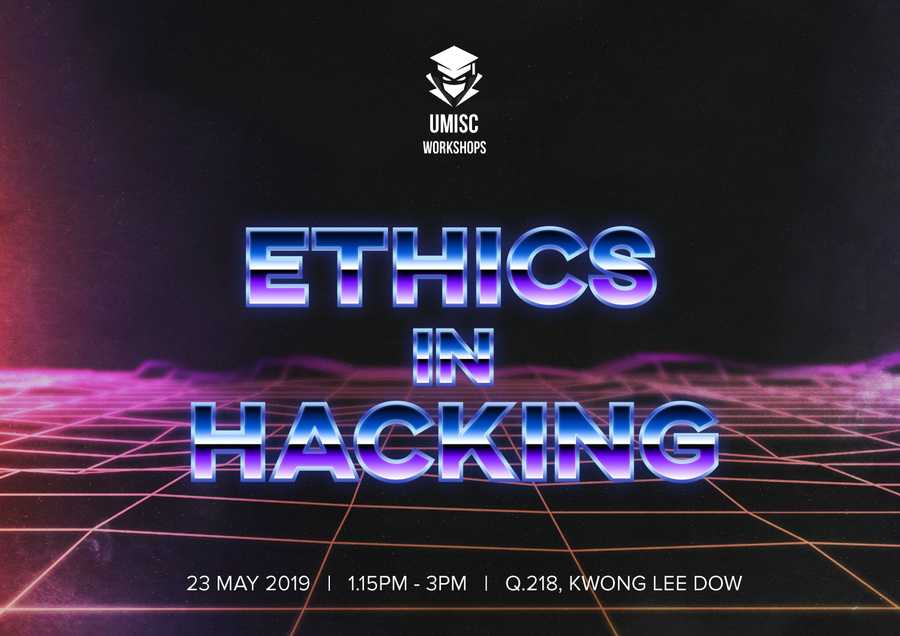 UMISC
WORKSHOPS
ETHICS
IN
HACKING
23 MAY 2019 | 1.15PM - 3PM | Q.218, KWONG LEE DOW